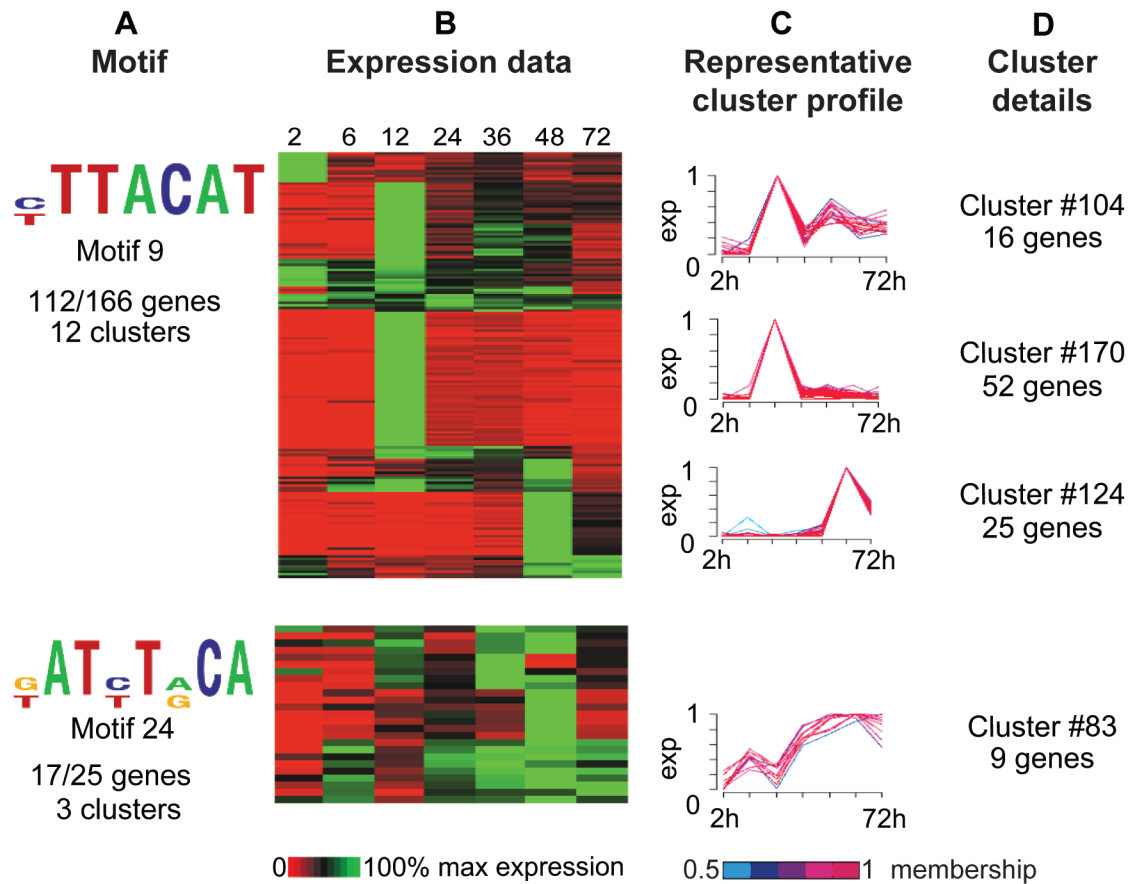 A
Motif
B
Expression data
C
Representative
cluster profile
D
Cluster
details
2 6 12 24 36 48 72
C
T TTACAT
Motif 9
112/166 genes
12 clusters
exp
1
0
2h 72h
Cluster #104
16 genes
exp
1
0
2h 72h
Cluster #170
52 genes
exp
1
0
2h 72h
Cluster #124
25 genes
G AT C T A CA
T T G
Motif 24
17/25 genes
3 clusters
exp
1
0
2h 72h
Cluster #83
9 genes
0 100% max expression
0.5 1 membership